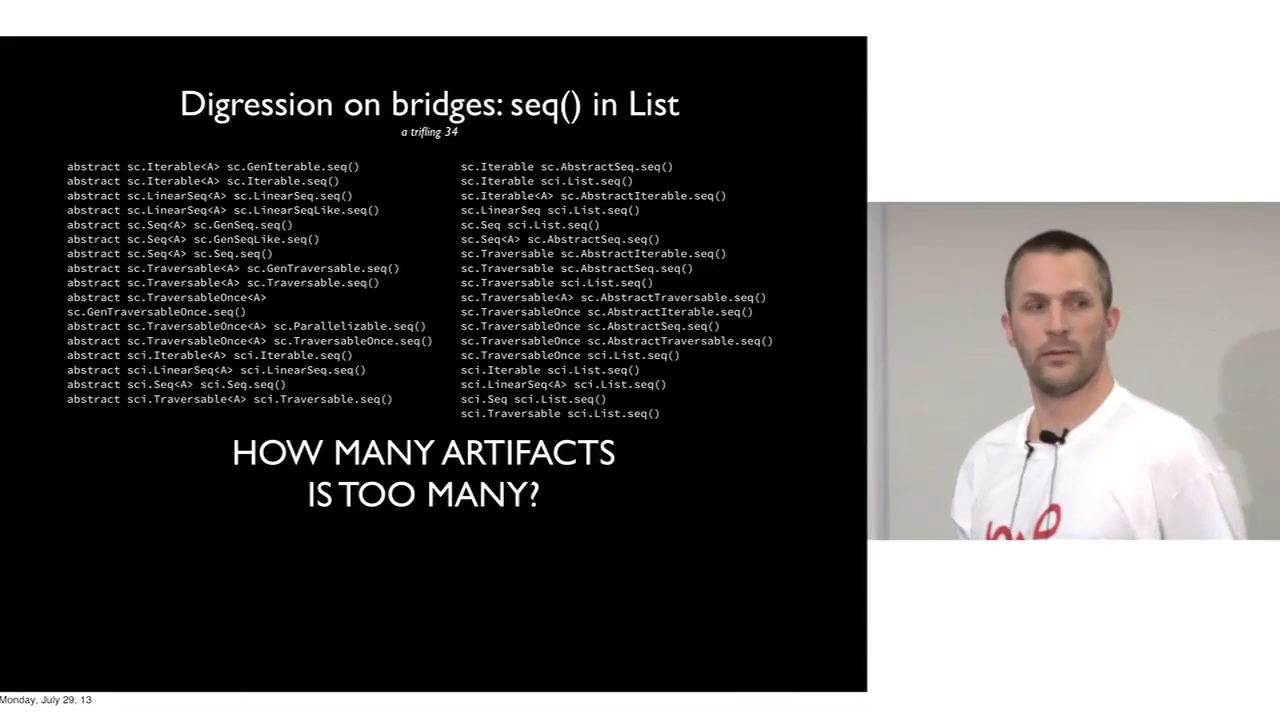 Digression on bridges: seq() in List
a trifling 34
abstract sc.Iterable<A> sc.GenIterable.seq()
abstract sc.Iterable<A> sc.Iterable.seq()
abstract sc.LinearSeq<A> sc.LinearSeq.seq()
abstract sc.LinearSeq<A> sc.LinearSeqLike.seq()
abstract sc.Seq<A> sc.GenSeq.seq()
abstract sc.Seq<A> sc.GenSeqLike.seq()
abstract sc.Seq<A> sc.Seq.seq()
abstract sc.Traversable<A> sc.GenTraversable.seq()
abstract sc.Traversable<A> sc.Traversable.seq()
abstract sc.TraversableOnce<A>
sc.GenTraversableOnce.seq()
abstract sc.TraversableOnce<A> sc.Parallelizable.seq()
abstract sc.TraversableOnce<A> sc.TraversableOnce.seq()
abstract sci.Iterable<A> sci.Iterable.seq()
abstract sci.LinearSeq<A> sci.LinearSeq.seq()
abstract sci.Seq<A> sci.Seq.seq()
abstract sci.Traversable<A> sci.Traversable.seq()
sc.Iterable sc.AbstractSeq.seq()
sc.Iterable sci.List.seq()
sc.Iterable<A> sc.AbstractIterable.seq()
sc.LinearSeq sci.List.seq()
sc.Seq sci.List.seq()
sc.Seq<A> sc.AbstractSeq.seq()
sc.Traversable sc.AbstractIterable.seq()
sc.Traversable sc.AbstractSeq.seq()
sc.Traversable sci.List.seq()
sc.Traversable<A> sc.AbstractTraversable.seq()
sc.TraversableOnce sc.AbstractIterable.seq()
sc.TraversableOnce sc.AbstractSeq.seq()
sc.TraversableOnce sc.AbstractTraversable.seq()
sc.TraversableOnce sci.List.seq()
sci.Iterable sci.List.seq()
sci.LinearSeq<A> sci.List.seq()
sci.Seq sci.List.seq()
sci.Traversable sci.List.seq()
HOW MANY ARTIFACTS
IS TOO MANY?
Monday, July 29, 13